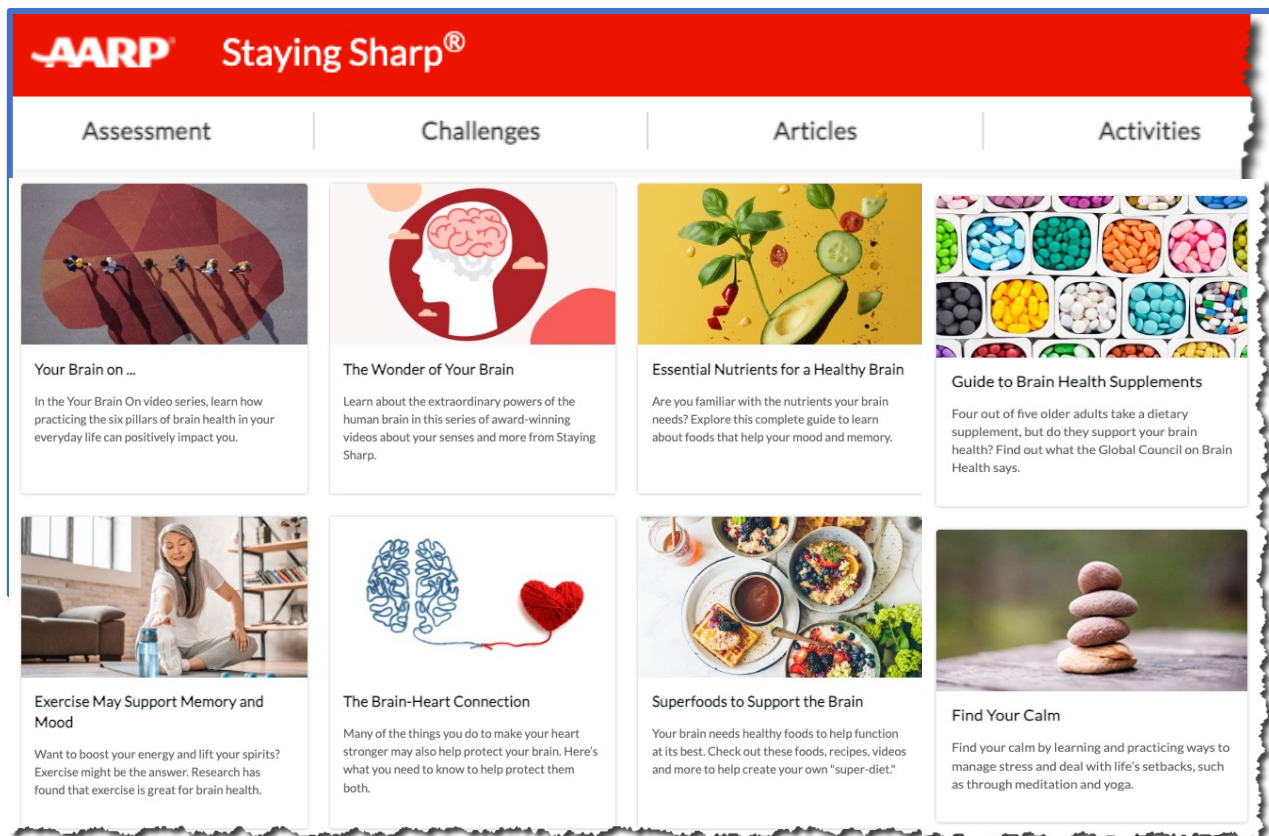 AARP® Staying Sharp®
Assessment
Challenges
Articles
Activities
Your Brain on ...
In the Your Brain On video series, learn how
practicing the six pillars of brain health in your
everyday life can positively impact you.
The Wonder of Your Brain
Learn about the extraordinary powers of the
human brain in this series of award-winning
videos about your senses and more from Staying
Sharp.
Essential Nutrients for a Healthy Brain
Are you familiar with the nutrients your brain
needs? Explore this complete guide to learn
about foods that help your mood and memory.
Guide to Brain Health Supplements
Four out of five older adults take a dietary
supplement, but do they support your brain
health? Find out what the Global Council on Brain
Health says.
Exercise May Support Memory and
Mood
Want to boost your energy and lift your spirits?
Exercise might be the answer. Research has
found that exercise is great for brain health.
The Brain-Heart Connection
Many of the things you do to make your heart
stronger may also help protect your brain. Here's
what you need to know to help protect them
both.
Superfoods to Support the Brain
Your brain needs healthy foods to help function
at its best. Check out these foods, recipes, videos
and more to help create your own "super-diet."
Find Your Calm
Find your calm by learning and practicing ways to
manage stress and deal with life's setbacks, such
as through meditation and yoga.